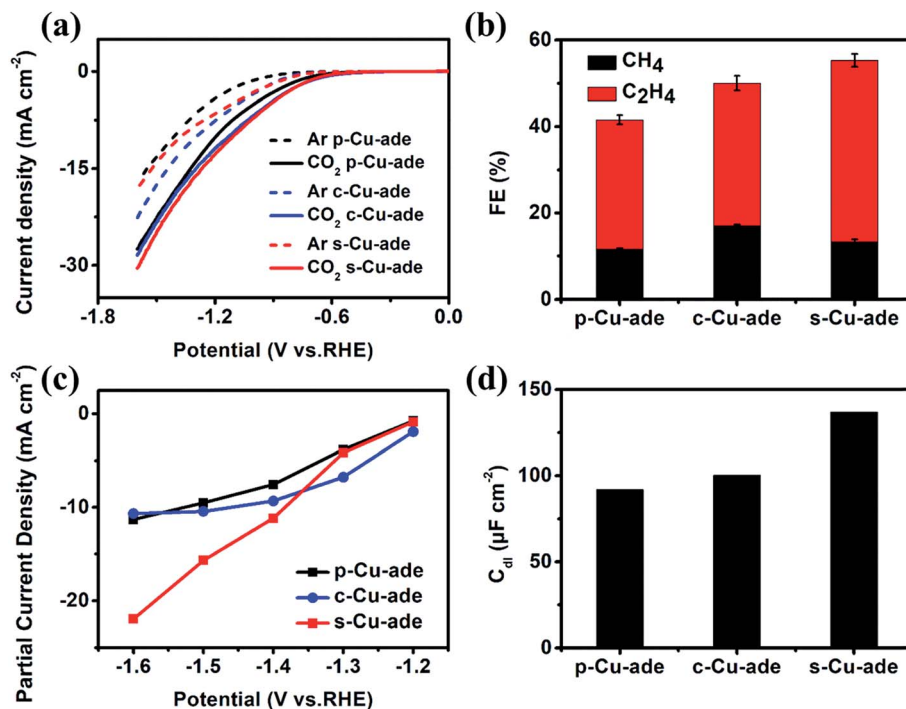 (a)
0
-15
-30
Current density (mA cm⁻²)
Ar p-Cu-ade
CO₂ p-Cu-ade
Ar c-Cu-ade
CO₂ c-Cu-ade
Ar s-Cu-ade
CO₂ s-Cu-ade
-1.8 -1.2 -0.6 0.0
Potential (V vs.RHE)
(b)
60
40
20
0
FE (%)
CH₄
C₂H₄
p-Cu-ade c-Cu-ade s-Cu-ade
(c)
0
-10
-20
Partial Current Density (mA cm⁻²)
p-Cu-ade
c-Cu-ade
s-Cu-ade
-1.6 -1.5 -1.4 -1.3 -1.2
Potential (V vs.RHE)
(d)
150
100
50
0
C_dl (μF cm⁻²)
p-Cu-ade c-Cu-ade s-Cu-ade